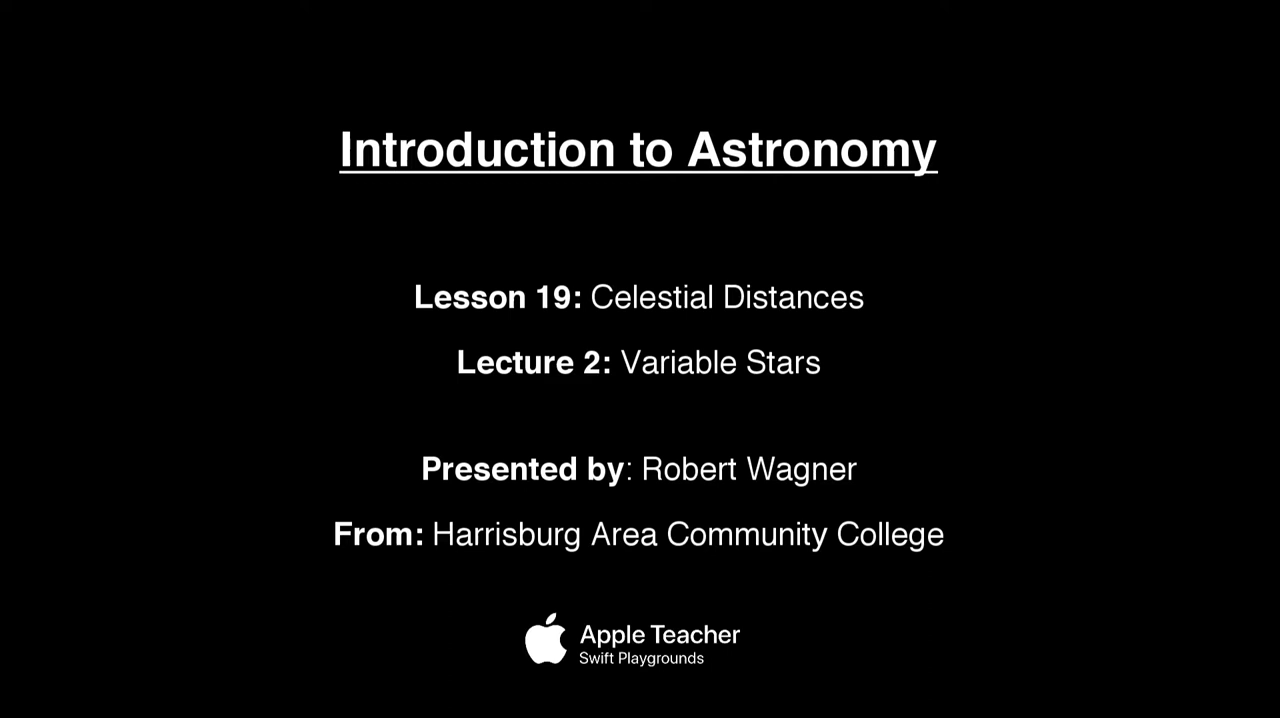 Introduction to Astronomy
Lesson 19: Celestial Distances
Lecture 2: Variable Stars
Presented by: Robert Wagner
From: Harrisburg Area Community College
Apple Teacher
Swift Playgrounds